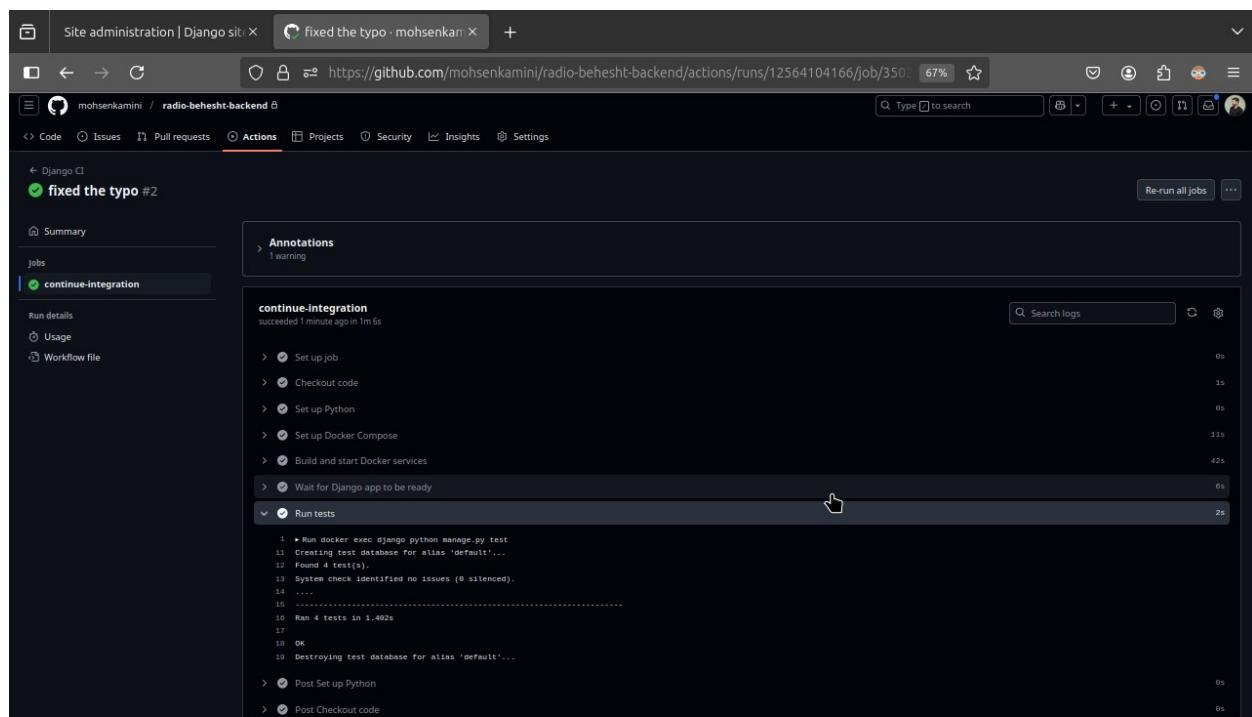 Site administration | Django sit
fixed the typo · mohsenkam
https://github.com/mohsenkamini/radio-behesht-backend/actions/runs/12564104166/job/350
67%
mohsenkamini / radio-behesht-backend
Type / to search
Code Issues Pull requests Actions Projects Security Insights Settings
← Django CI
fixed the typo #2
Re-run all jobs
Summary
Jobs
continue-integration
Run details
Usage
Workflow file
Annotations
1 warning
continue-integration
succeeded 1 minute ago in 1m 6s
Search logs
Set up job 0s
Checkout code 1s
Set up Python 0s
Set up Docker Compose 11s
Build and start Docker services 42s
Wait for Django app to be ready 6s
Run tests 2s
1 ▸ Run docker exec django python manage.py test
11 Creating test database for alias 'default'...
12 Found 4 test(s).
13 System check identified no issues (0 silenced).
14 ....
15 ----------------------------------------------------------------------
16 Ran 4 tests in 1.402s
17
18 OK
19 Destroying test database for alias 'default'...
Post Set up Python 0s
Post Checkout code 0s